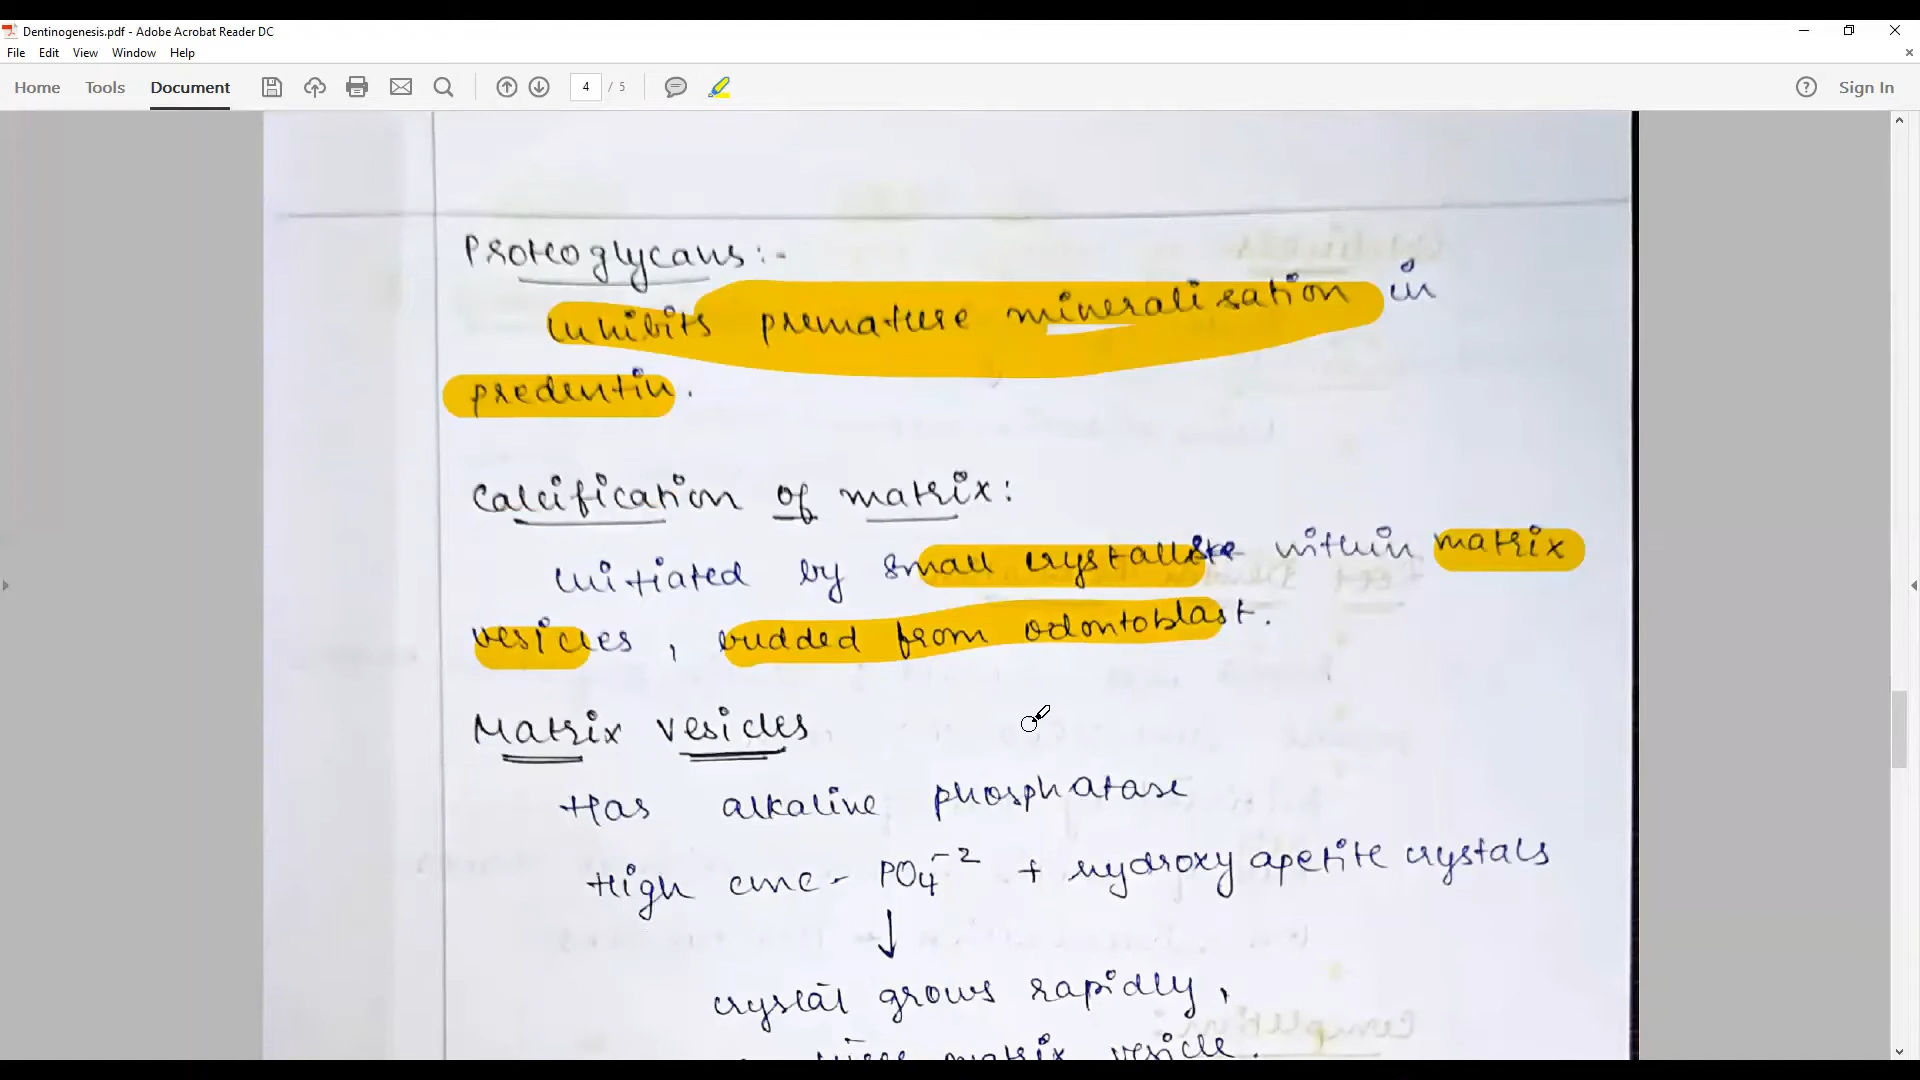 Dentinogenesis.pdf - Adobe Acrobat Reader DC
File Edit View Window Help
Home Tools Document 4 / 5 Sign In
Proteoglycans:-
inhibits premature mineralisation in
predentin.
Calcification of matrix:
initiated by small crystallite within matrix
vesicles, budded from odontoblast.
Matrix vesicles
Has alkaline phosphatase
High conc- PO4-2 + hydroxy apetite crystals
↓
crystal grows rapidly,
matrix vesicle.